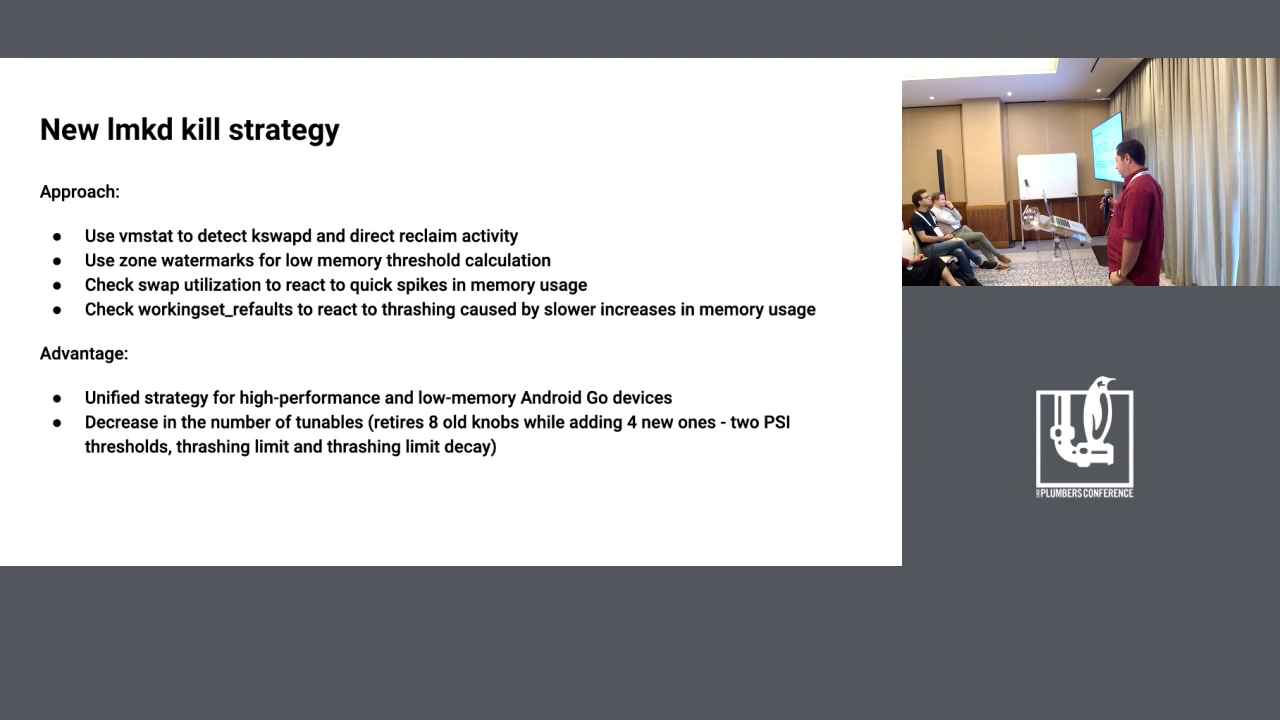 New lmkd kill strategy
Approach:
● Use vmstat to detect kswapd and direct reclaim activity
● Use zone watermarks for low memory threshold calculation
● Check swap utilization to react to quick spikes in memory usage
● Check workingset_refaults to react to thrashing caused by slower increases in memory usage
Advantage:
● Unified strategy for high-performance and low-memory Android Go devices
● Decrease in the number of tunables (retires 8 old knobs while adding 4 new ones - two PSI
thresholds, thrashing limit and thrashing limit decay)
PLUMBERS CONFERENCE